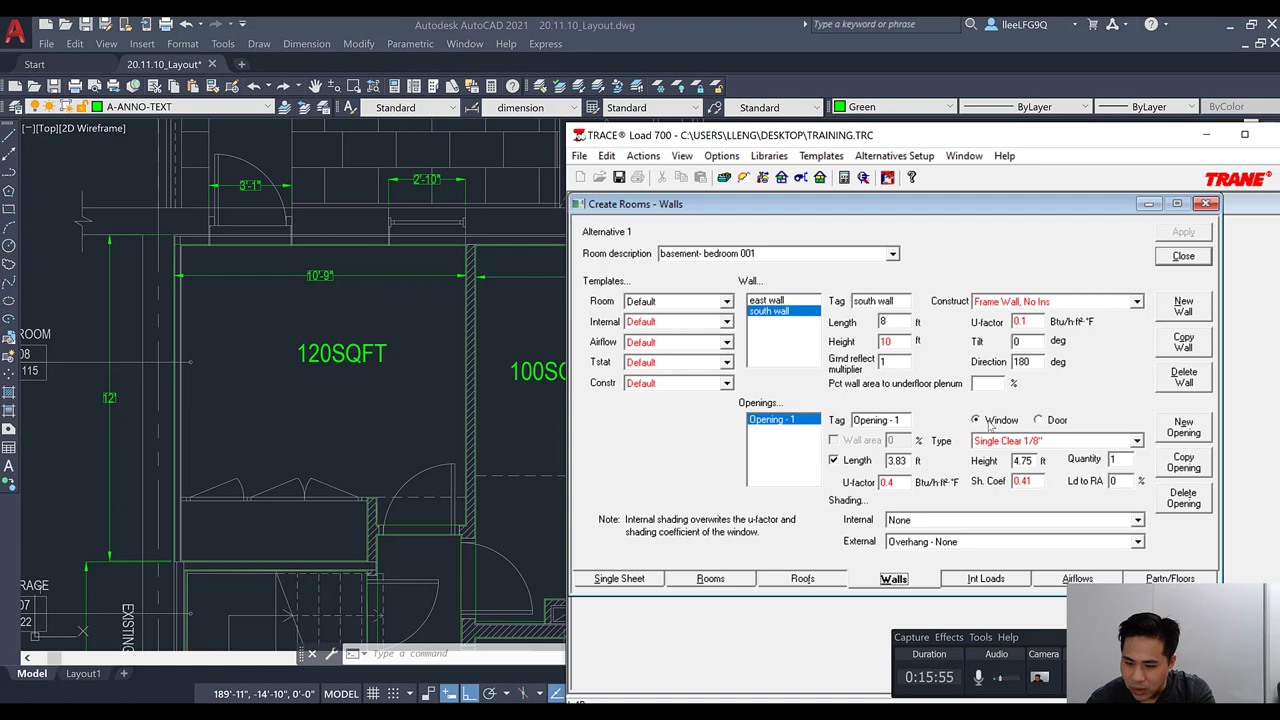 Autodesk AutoCAD 2021 20.11.10_Layout.dwg
Type a keyword or phrase
lleeLFG9Q
File Edit View Insert Format Tools Draw Dimension Modify Parametric Window Help Express
Start 20.11.10_Layout*
A-ANNO-TEXT Standard dimension Standard Standard Green ByLayer ByLayer ByColor
[−][Top][2D Wireframe]
3'-1"
2'-10"
10'-9"
120SQFT
100S
12'
ROOM
08
115
RAGE
07
22
EXISTING
X
Type a command
Model Layout1
189'-11", -14'-10", 0'-0" MODEL
TRACE® Load 700 - C:\USERS\LLENG\DESKTOP\TRAINING.TRC
File Edit Actions View Options Libraries Templates Alternatives Setup Window Help
TRANE®
Create Rooms - Walls
Alternative 1
Apply
Room description basement- bedroom 001
Close
Templates...
Room Default
Internal Default
Airflow Default
Tstat Default
Constr Default
Wall...
east wall
south wall
Tag south wall Construct Frame Wall, No Ins
Length 8 ft U-factor 0.1 Btu/h·ft²·°F
Height 10 ft Tilt 0 deg
Grnd reflect multiplier 1 Direction 180 deg
Pct wall area to underfloor plenum %
New Wall
Copy Wall
Delete Wall
Openings...
Opening - 1
Tag Opening - 1 Window Door
Wall area 0 % Type Single Clear 1/8"
Length 3.83 ft Height 4.75 ft Quantity 1
U-factor 0.4 Btu/h·ft²·°F Sh. Coef 0.41 Ld to RA 0 %
Shading...
Internal None
External Overhang - None
New Opening
Copy Opening
Delete Opening
Note: Internal shading overwrites the u-factor and
shading coefficient of the window.
Single Sheet Rooms Roofs Walls Int Loads Airflows Partn/Floors
Capture Effects Tools Help
Duration Audio Camera
0:15:55